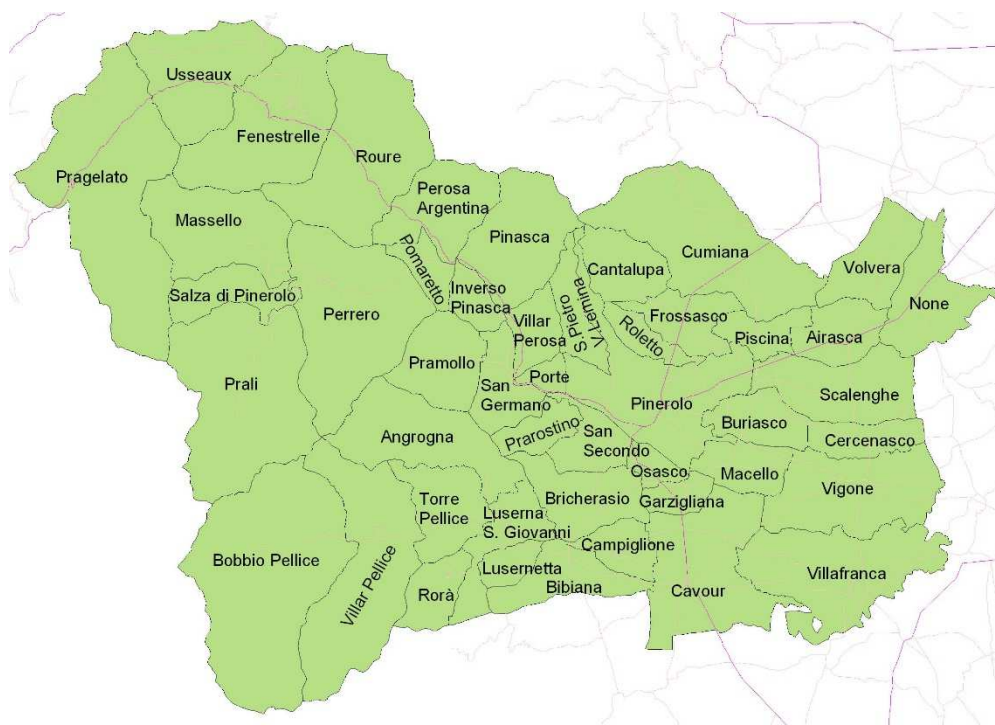 Usseaux
Fenestrelle
Roure
Pragelato
Perosa
Argentina
Massello
Pinasca
Cumiana
Cantalupa
Volvera
Pomaretto
Salza di Pinerolo
Inverso
Pinasca
V.Lemina
S.Pietro
None
Perrero
Villar
Perosa
Roletto
Frossasco
Piscina
Airasca
Pramollo
Prali
Porte
San
Germano
Pinerolo
Scalenghe
Buriasco
Angrogna
Prarostino
San
Secondo
Cercenasco
Osasco
Macello
Vigone
Torre
Pellice
Luserna
S. Giovanni
Bricherasio
Garzigliana
Bobbio Pellice
Villar Pellice
Campiglione
Lusernetta
Villafranca
Rorà
Bibiana
Cavour